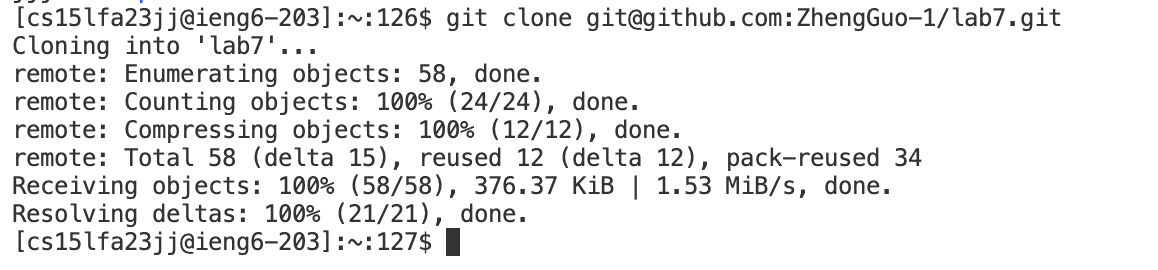 [cs15lfa23jj@ieng6-203]:~:126$ git clone git@github.com:ZhengGuo-1/lab7.git
Cloning into 'lab7'...
remote: Enumerating objects: 58, done.
remote: Counting objects: 100% (24/24), done.
remote: Compressing objects: 100% (12/12), done.
remote: Total 58 (delta 15), reused 12 (delta 12), pack-reused 34
Receiving objects: 100% (58/58), 376.37 KiB | 1.53 MiB/s, done.
Resolving deltas: 100% (21/21), done.
[cs15lfa23jj@ieng6-203]:~:127$